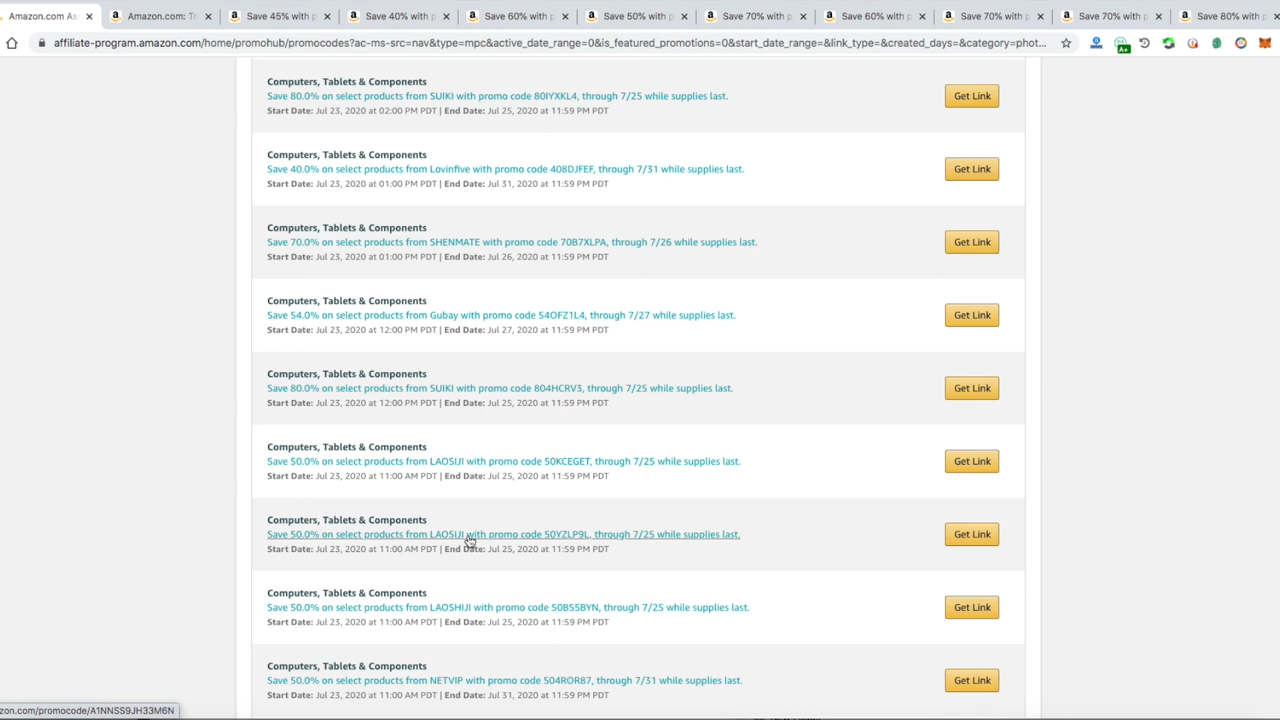 Amazon.com As
Amazon.com: T
Save 45% with p
Save 40% with p
Save 60% with p
Save 50% with p
Save 70% with p
Save 60% with p
Save 70% with p
Save 70% with p
Save 80% with p
affiliate-program.amazon.com/home/promohub/promocodes?ac-ms-src=nav&type=mpc&active_date_range=0&is_featured_promotions=0&start_date_range=&link_type=&created_days=&category=phot...
A+
Computers, Tablets & Components
Save 80.0% on select products from SUIKI with promo code 80IYXKL4, through 7/25 while supplies last.
Get Link
Start Date: Jul 23, 2020 at 02:00 PM PDT | End Date: Jul 25, 2020 at 11:59 PM PDT
Computers, Tablets & Components
Save 40.0% on select products from Lovinfive with promo code 408DJFEF, through 7/31 while supplies last.
Get Link
Start Date: Jul 23, 2020 at 01:00 PM PDT | End Date: Jul 31, 2020 at 11:59 PM PDT
Computers, Tablets & Components
Save 70.0% on select products from SHENMATE with promo code 70B7XLPA, through 7/26 while supplies last.
Get Link
Start Date: Jul 23, 2020 at 01:00 PM PDT | End Date: Jul 26, 2020 at 11:59 PM PDT
Computers, Tablets & Components
Save 54.0% on select products from Gubay with promo code 54OFZ1L4, through 7/27 while supplies last.
Get Link
Start Date: Jul 23, 2020 at 12:00 PM PDT | End Date: Jul 27, 2020 at 11:59 PM PDT
Computers, Tablets & Components
Save 80.0% on select products from SUIKI with promo code 804HCRV3, through 7/25 while supplies last.
Get Link
Start Date: Jul 23, 2020 at 12:00 PM PDT | End Date: Jul 25, 2020 at 11:59 PM PDT
Computers, Tablets & Components
Save 50.0% on select products from LAOSIJI with promo code 50KCEGET, through 7/25 while supplies last.
Get Link
Start Date: Jul 23, 2020 at 11:00 AM PDT | End Date: Jul 25, 2020 at 11:59 PM PDT
Computers, Tablets & Components
Save 50.0% on select products from LAOSIJI with promo code 50YZLP9L, through 7/25 while supplies last.
Get Link
Start Date: Jul 23, 2020 at 11:00 AM PDT | End Date: Jul 25, 2020 at 11:59 PM PDT
Computers, Tablets & Components
Save 50.0% on select products from LAOSHIJI with promo code 50BS5BYN, through 7/25 while supplies last.
Get Link
Start Date: Jul 23, 2020 at 11:00 AM PDT | End Date: Jul 25, 2020 at 11:59 PM PDT
Computers, Tablets & Components
Save 50.0% on select products from NETVIP with promo code 504ROR87, through 7/31 while supplies last.
Get Link
Start Date: Jul 23, 2020 at 11:00 AM PDT | End Date: Jul 31, 2020 at 11:59 PM PDT
zon.com/promocode/A1NNSS9JH33M6N